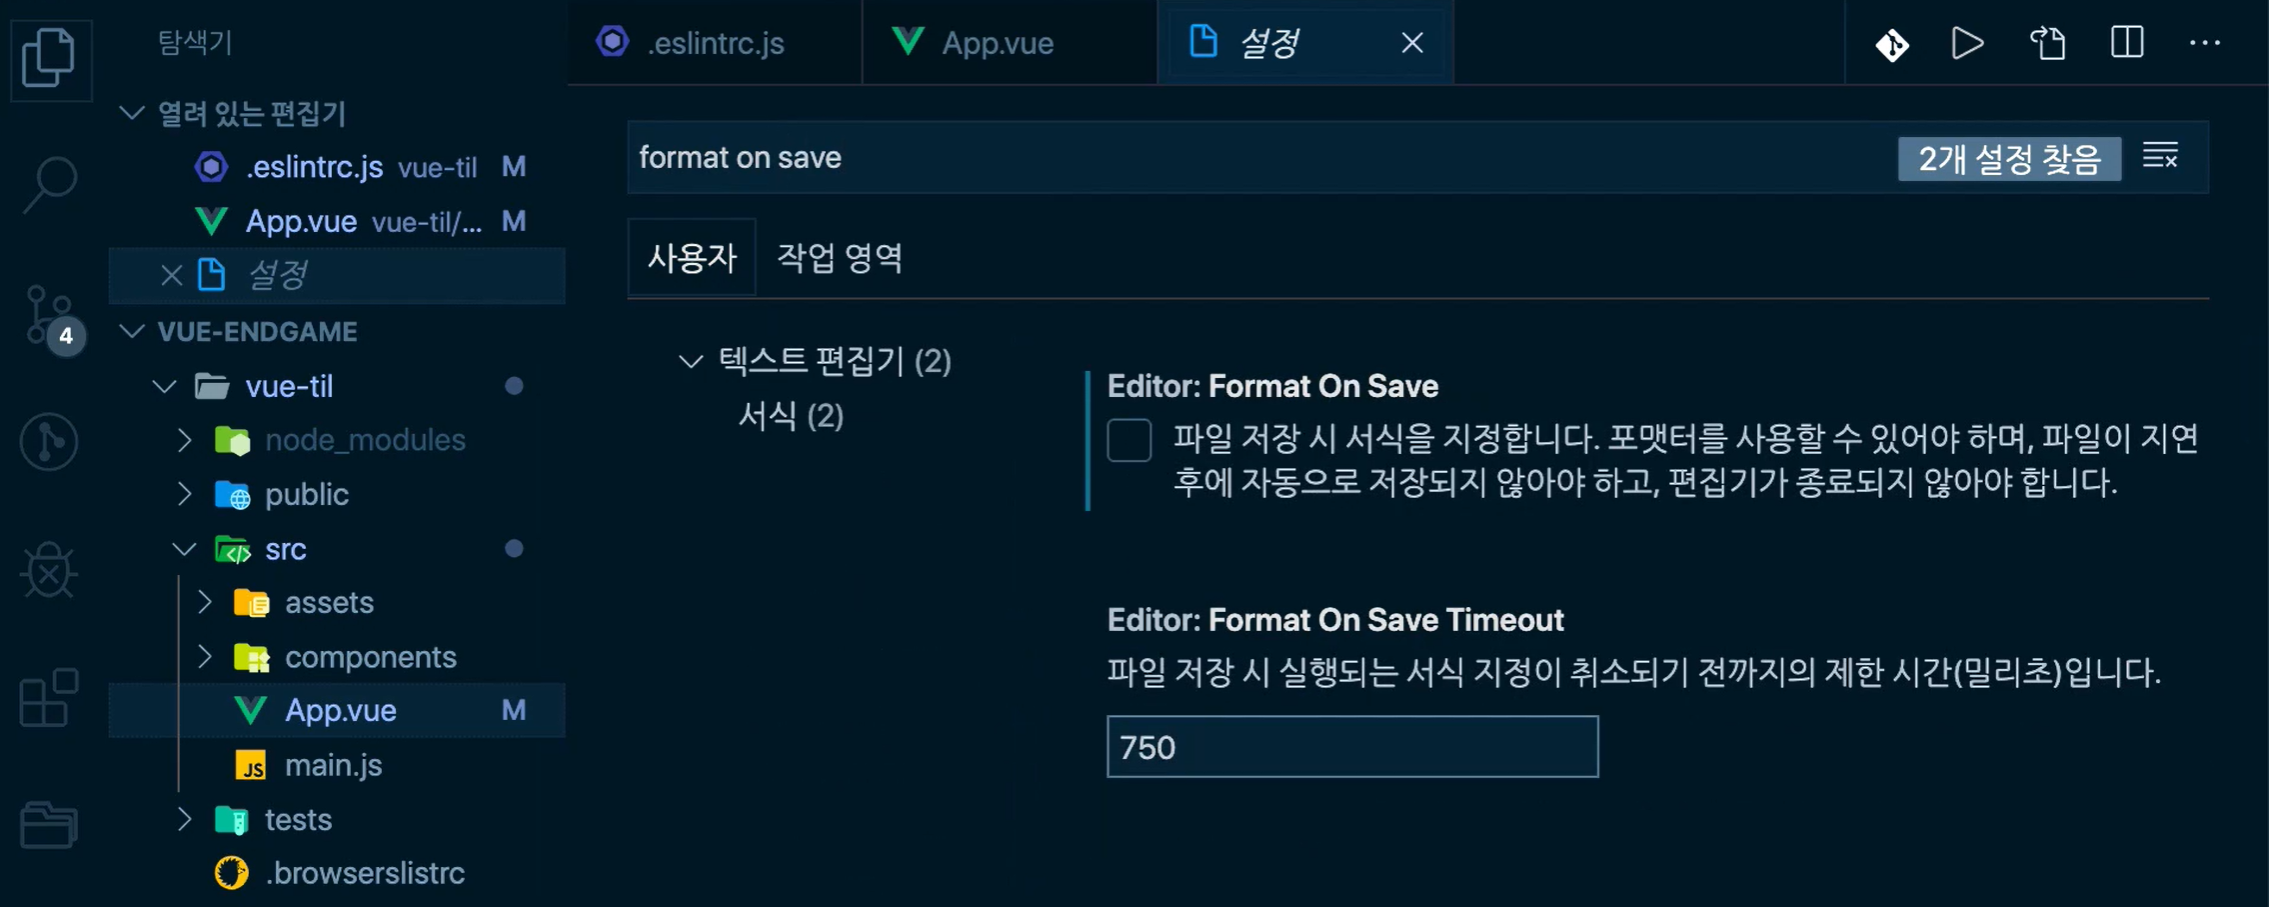 탐색기
열려 있는 편집기
.eslintrc.js vue-til M
App.vue vue-til/... M
설정
4
VUE-ENDGAME
vue-til
node_modules
public
src
assets
components
App.vue M
JS main.js
tests
.browserslistrc
.eslintrc.js
App.vue
설정
format on save
2개 설정 찾음
사용자
작업 영역
텍스트 편집기 (2)
서식 (2)
Editor: Format On Save
파일 저장 시 서식을 지정합니다. 포맷터를 사용할 수 있어야 하며, 파일이 지연
후에 자동으로 저장되지 않아야 하고, 편집기가 종료되지 않아야 합니다.
Editor: Format On Save Timeout
파일 저장 시 실행되는 서식 지정이 취소되기 전까지의 제한 시간(밀리초)입니다.
750